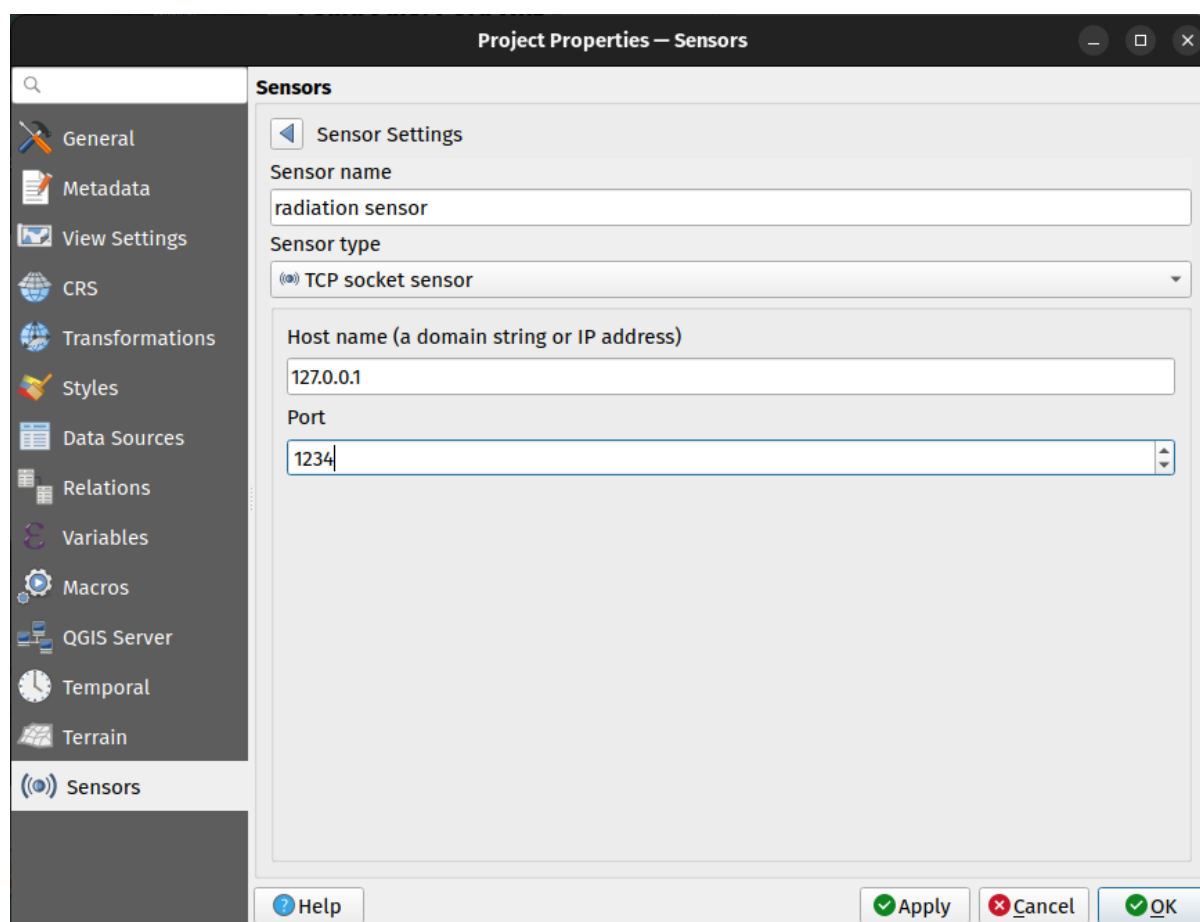 Project Properties — Sensors
Sensors
General
Metadata
View Settings
CRS
Transformations
Styles
Data Sources
Relations
Variables
Macros
QGIS Server
Temporal
Terrain
Sensors
Sensor Settings
Sensor name
radiation sensor
Sensor type
TCP socket sensor
Host name (a domain string or IP address)
127.0.0.1
Port
1234
Help
Apply
Cancel
OK